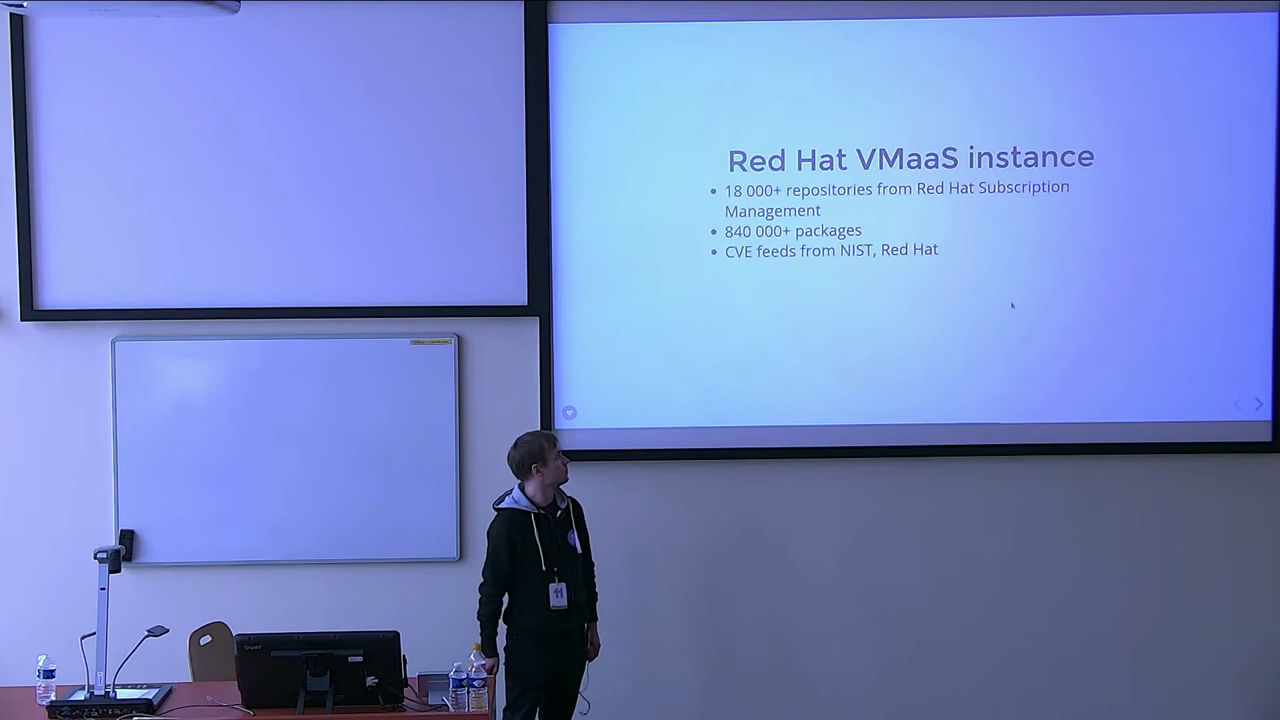 Red Hat VMaaS instance
• 18 000+ repositories from Red Hat Subscription
Management
• 840 000+ packages
• CVE feeds from NIST, Red Hat